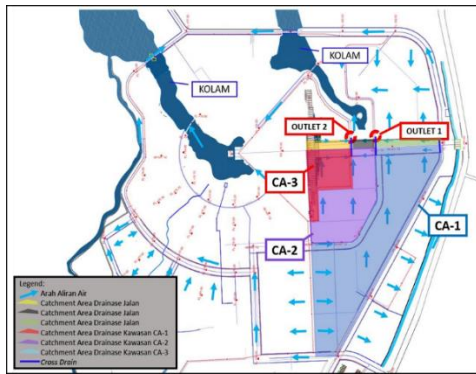 KOLAM
KOLAM
OUTLET 2
OUTLET 1
CA-3
CA-1
CA-2
Legend:
Arah Aliran Air
Catchment Area Drainase Jalan
Catchment Area Drainase Jalan
Catchment Area Drainase Jalan
Catchment Area Drainase Kawasan CA-1
Catchment Area Drainase Kawasan CA-2
Catchment Area Drainase Kawasan CA-3
Cross Drain